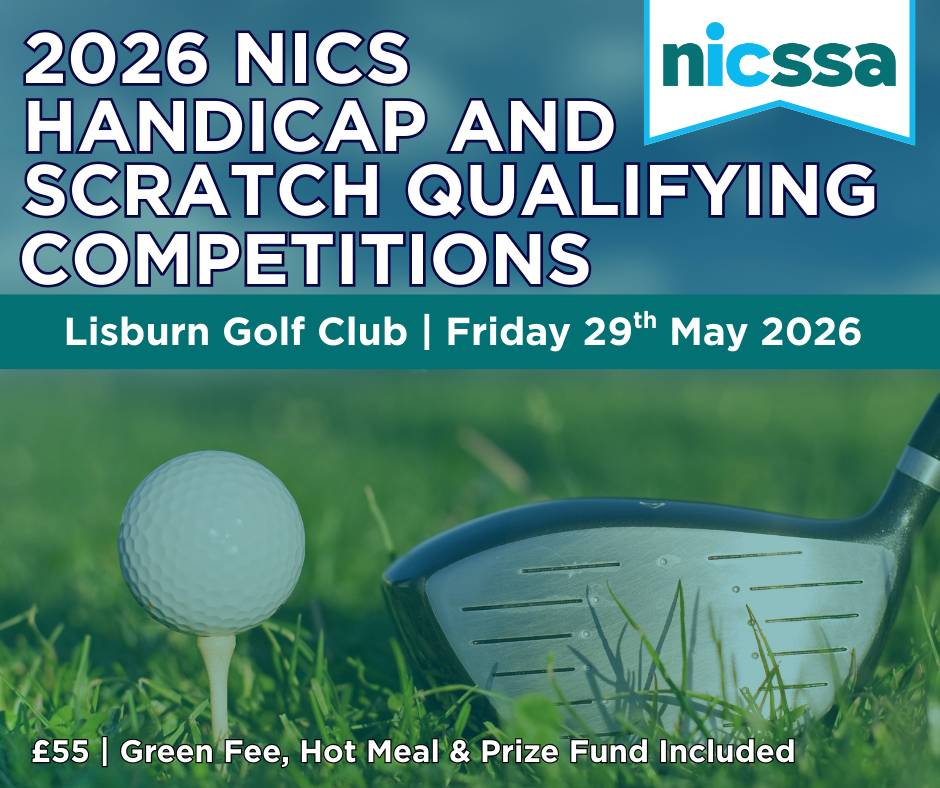 2026 NICS
HANDICAP AND
SCRATCH QUALIFYING
COMPETITIONS
nicssa
Lisburn Golf Club | Friday 29th May 2026
£55 | Green Fee, Hot Meal & Prize Fund Included